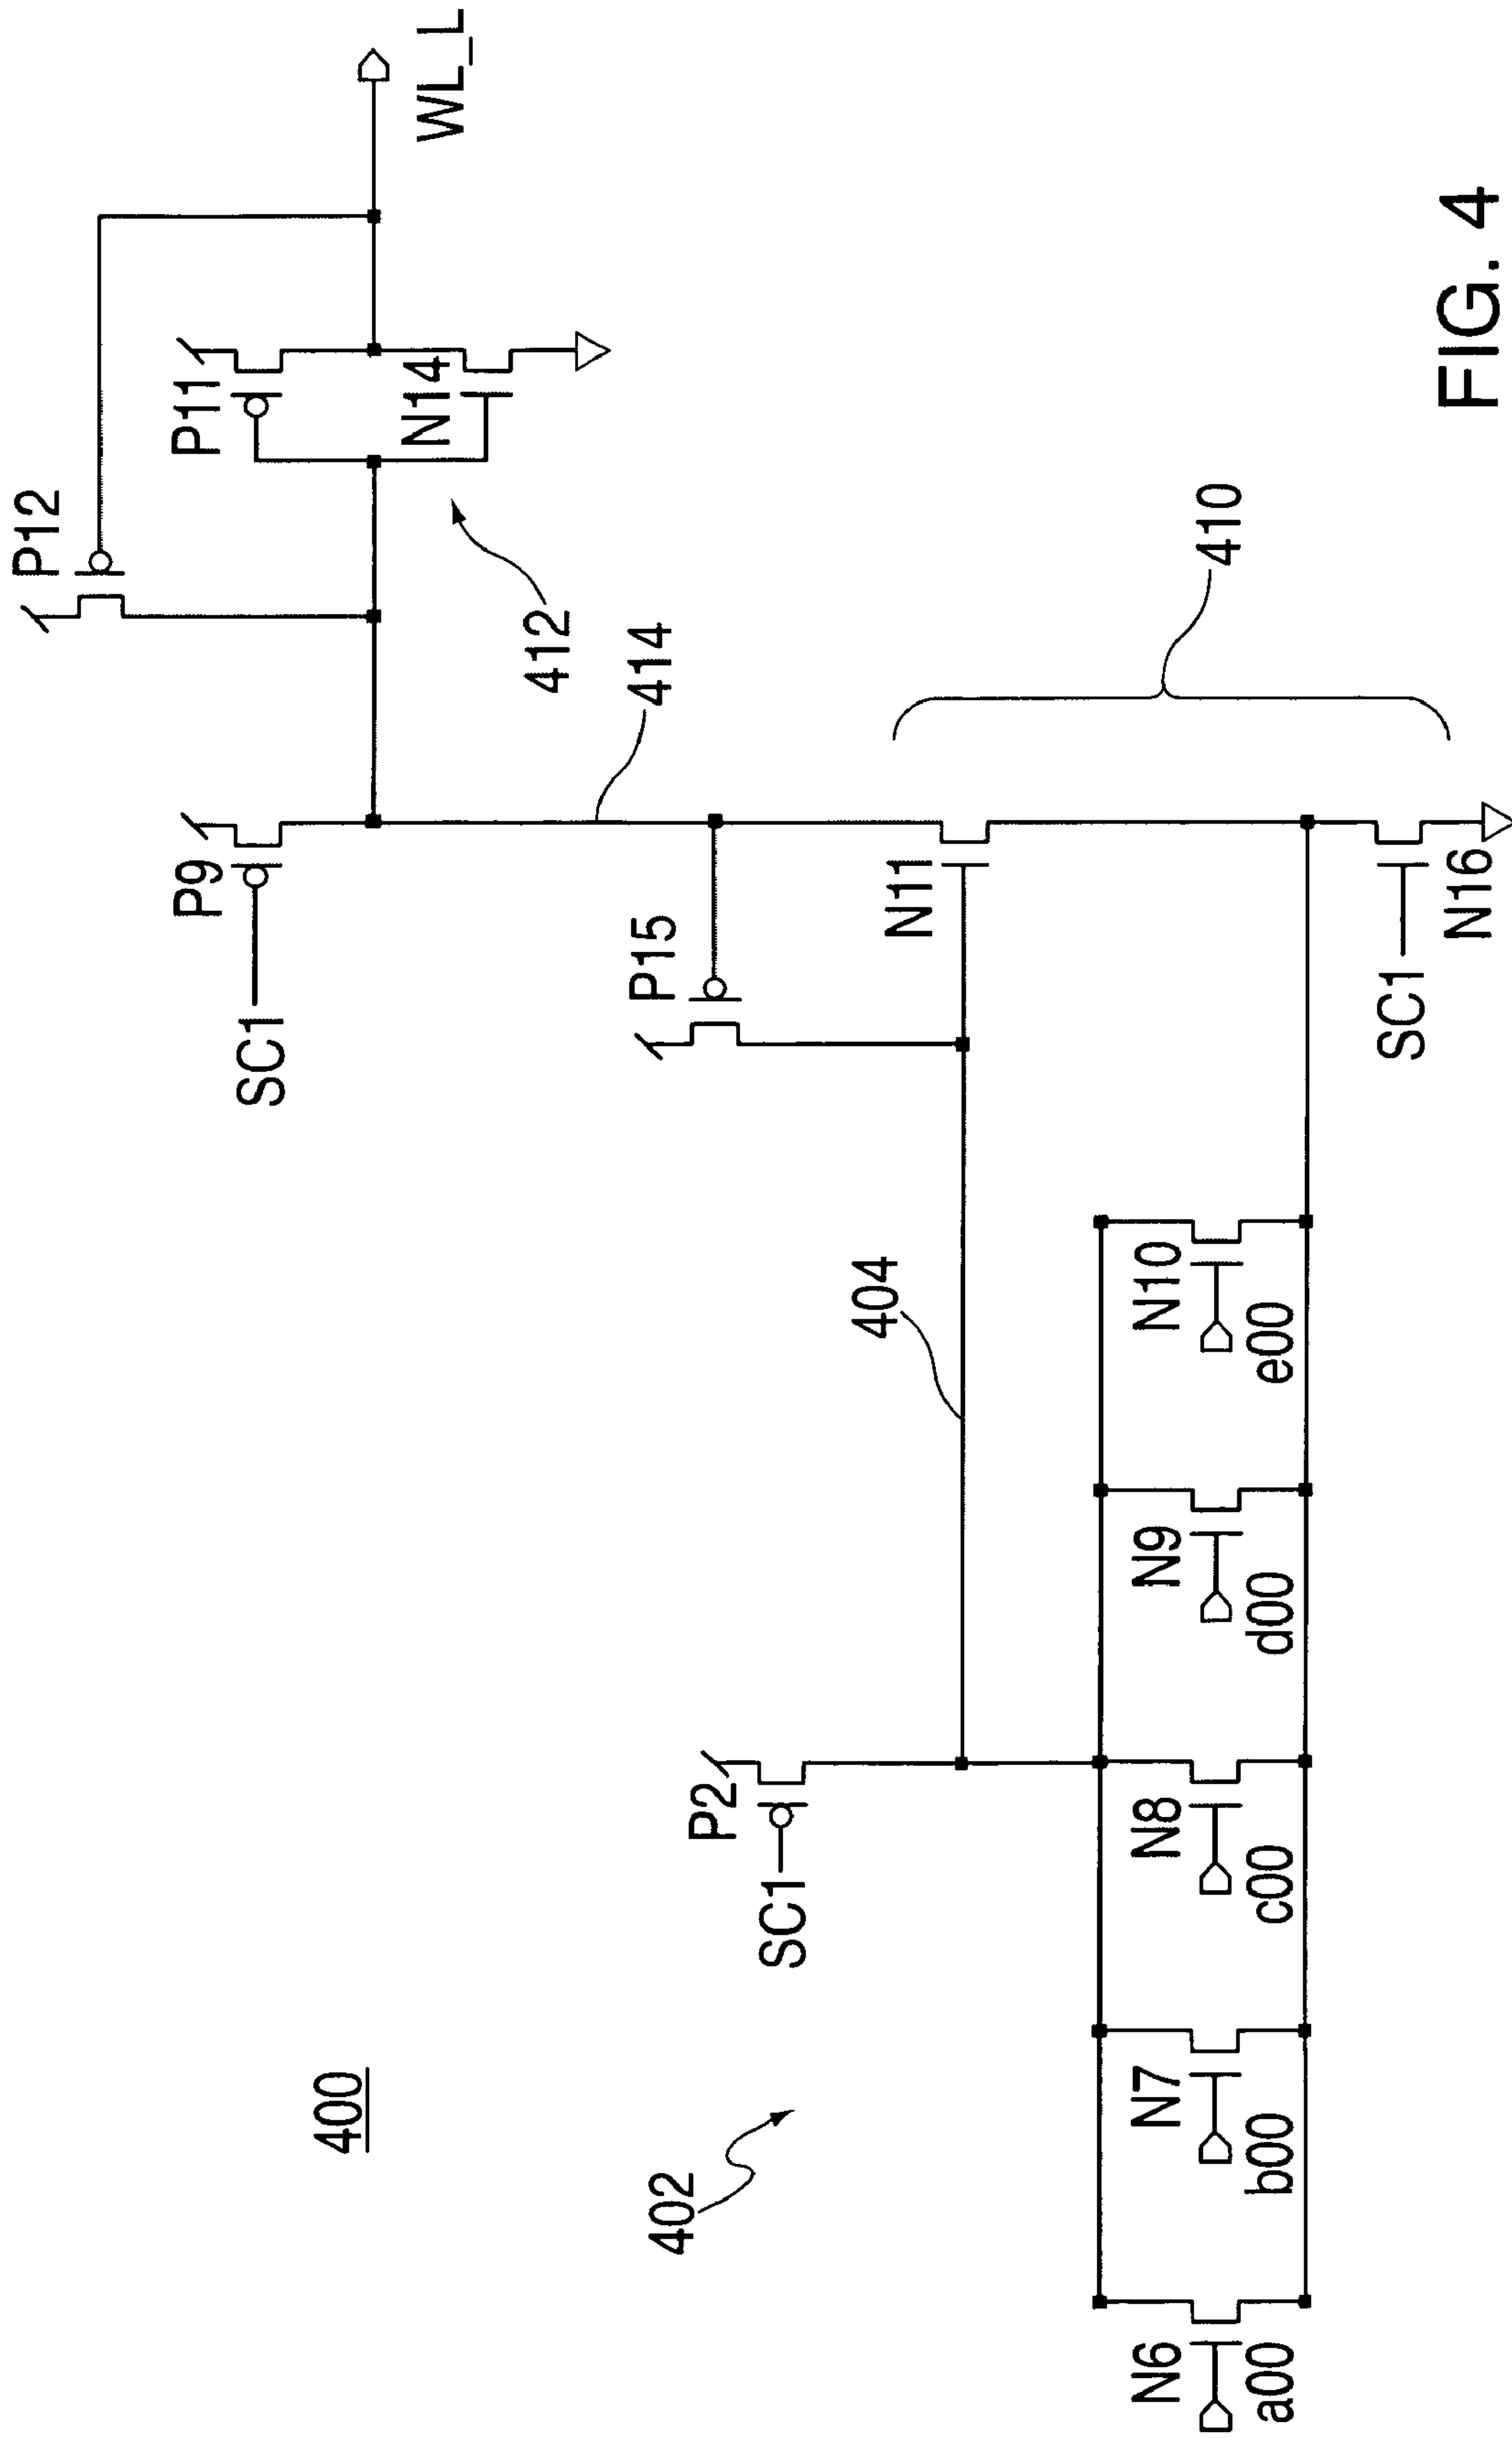 400
402
SC1
P2
404
N6
a00
N7
b00
N8
c00
N9
d00
N10
e00
SC1
P9
P12
P11
N14
WL_L
412
414
P15
N11
410
SC1
N16
FIG. 4